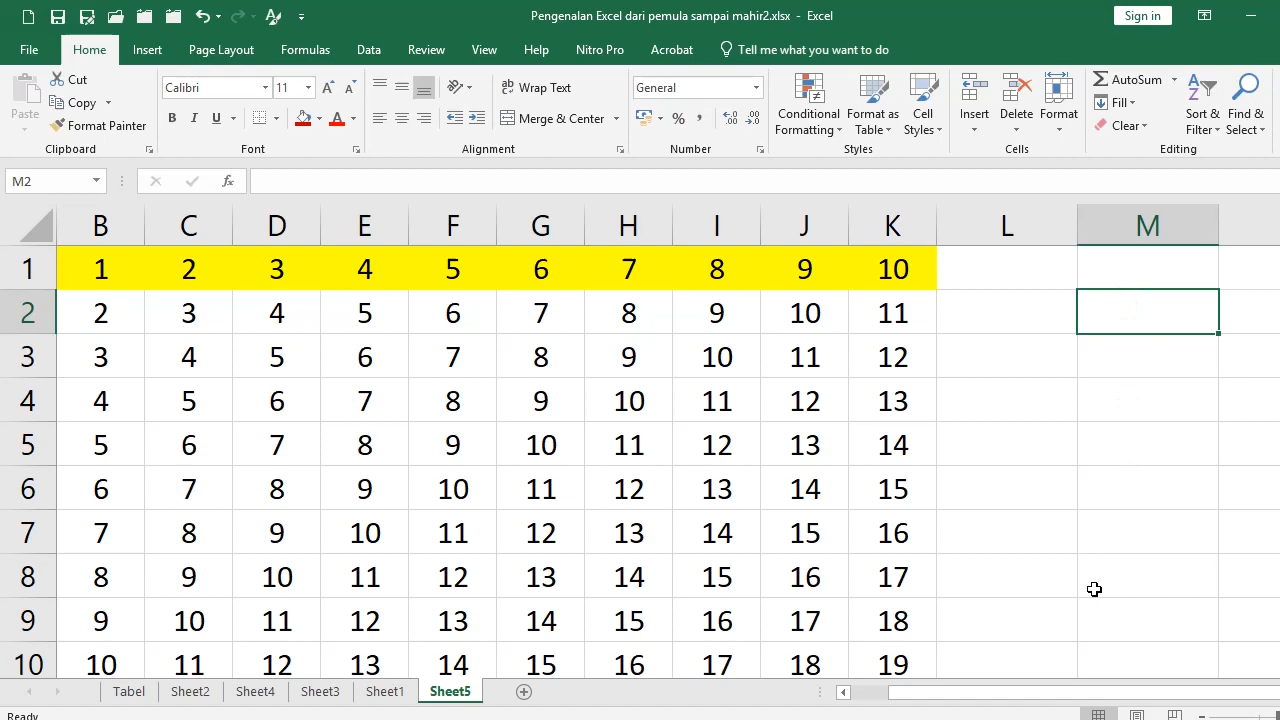 Pengenalan Excel dari pemula sampai mahir2.xlsx - Excel
Sign in
File Home Insert Page Layout Formulas Data Review View Help Nitro Pro Acrobat Tell me what you want to do
Paste
Cut
Copy
Format Painter
Clipboard
Calibri 11
B I U
Font
Wrap Text
Merge & Center
Alignment
General
%
Number
Conditional Formatting
Format as Table
Cell Styles
Styles
Insert
Delete
Format
Cells
AutoSum
Fill
Clear
Sort & Filter
Find & Select
Editing
M2 fx
B C D E F G H I J K L M
1 1 2 3 4 5 6 7 8 9 10
2 2 3 4 5 6 7 8 9 10 11
3 3 4 5 6 7 8 9 10 11 12
4 4 5 6 7 8 9 10 11 12 13
5 5 6 7 8 9 10 11 12 13 14
6 6 7 8 9 10 11 12 13 14 15
7 7 8 9 10 11 12 13 14 15 16
8 8 9 10 11 12 13 14 15 16 17
9 9 10 11 12 13 14 15 16 17 18
10 10 11 12 13 14 15 16 17 18 19
Tabel Sheet2 Sheet4 Sheet3 Sheet1 Sheet5
Ready